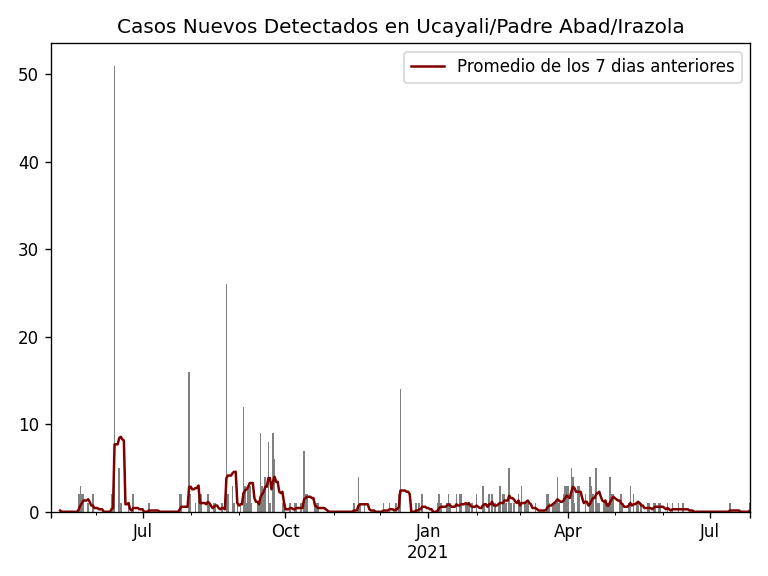 Casos Nuevos Detectados en Ucayali/Padre Abad/Irazola
Promedio de los 7 dias anteriores
50
40
30
20
10
0
Jul
Oct
Jan
2021
Apr
Jul